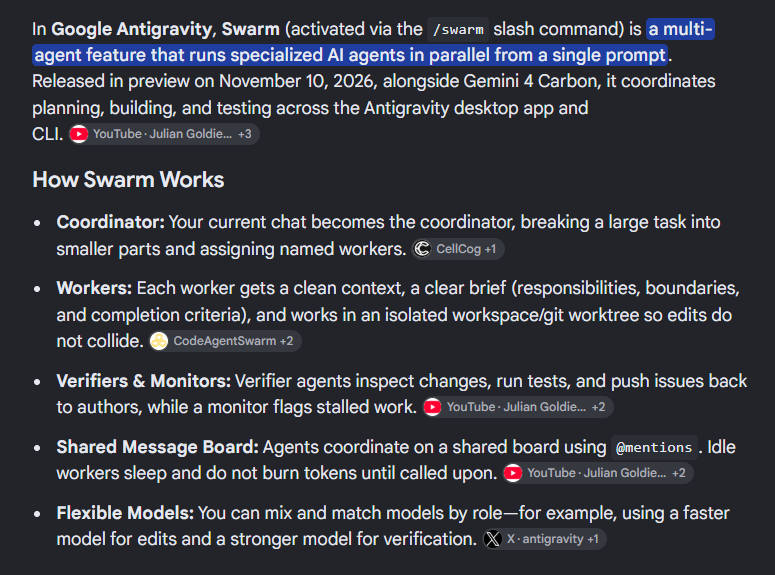 In Google Antigravity, Swarm (activated via the /swarm slash command) is a multi-
agent feature that runs specialized AI agents in parallel from a single prompt.
Released in preview on November 10, 2026, alongside Gemini 4 Carbon, it coordinates
planning, building, and testing across the Antigravity desktop app and
CLI. YouTube · Julian Goldie... +3
How Swarm Works
• Coordinator: Your current chat becomes the coordinator, breaking a large task into
smaller parts and assigning named workers. CellCog +1
• Workers: Each worker gets a clean context, a clear brief (responsibilities, boundaries,
and completion criteria), and works in an isolated workspace/git worktree so edits do
not collide. CodeAgentSwarm +2
• Verifiers & Monitors: Verifier agents inspect changes, run tests, and push issues back
to authors, while a monitor flags stalled work. YouTube · Julian Goldie... +2
• Shared Message Board: Agents coordinate on a shared board using @mentions . Idle
workers sleep and do not burn tokens until called upon. YouTube · Julian Goldie... +2
• Flexible Models: You can mix and match models by role—for example, using a faster
model for edits and a stronger model for verification. X · antigravity +1